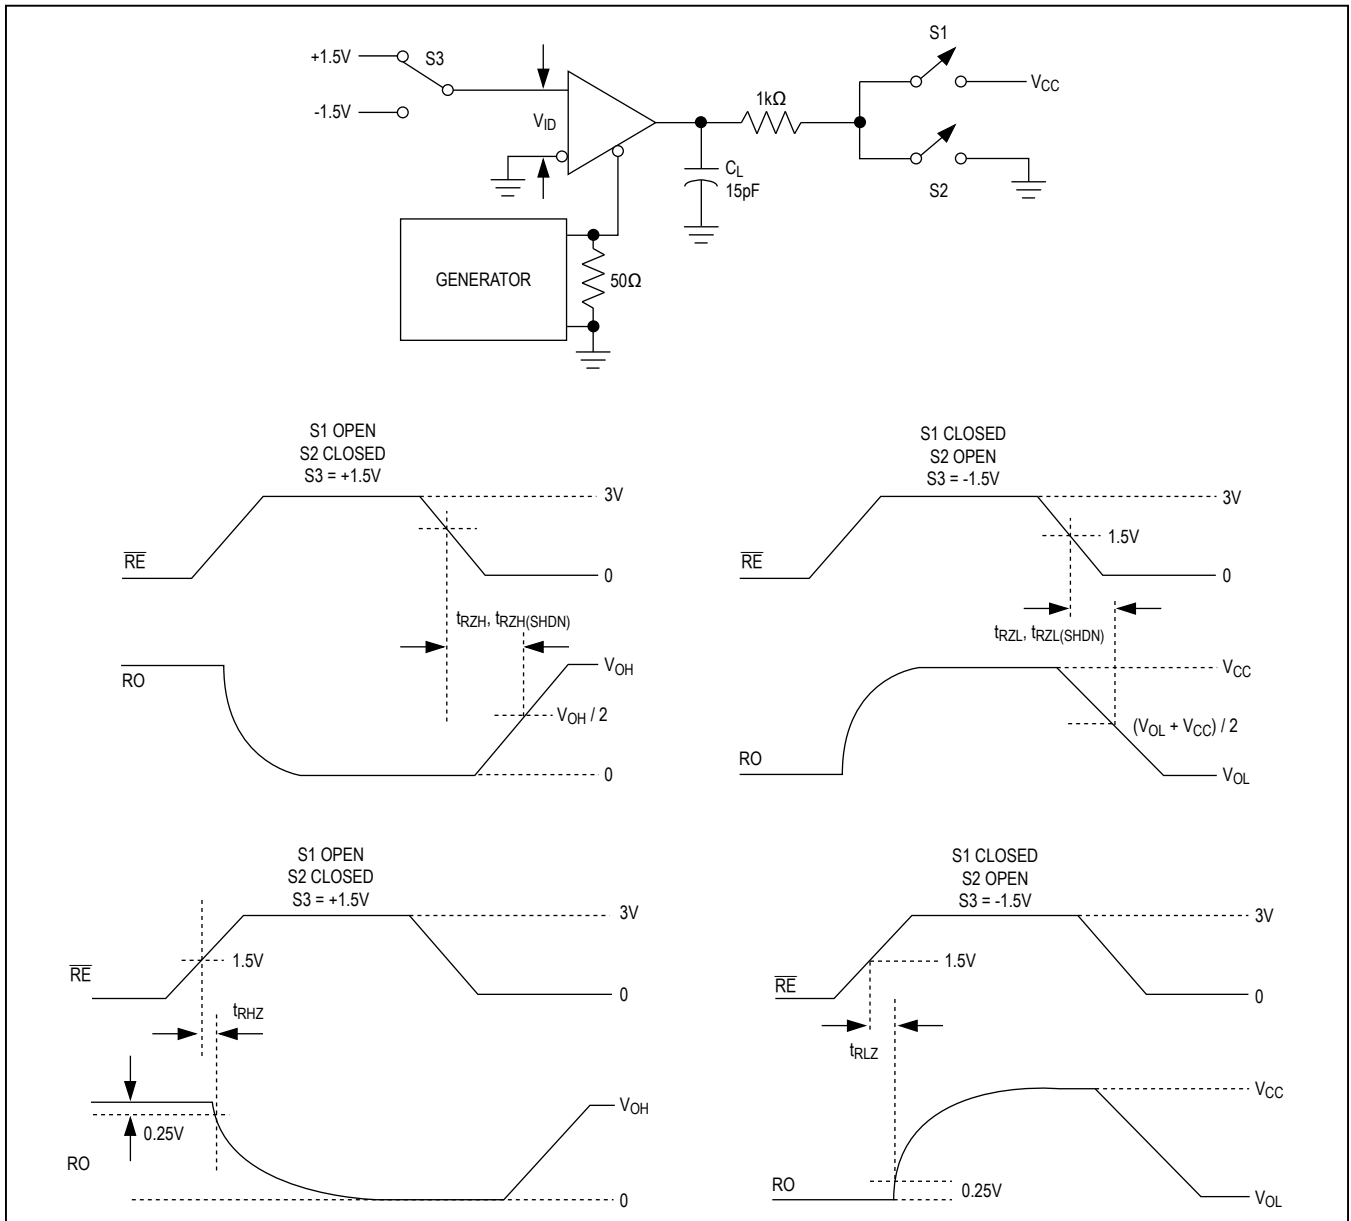 +1.5V
S3
-1.5V
V_ID
1kΩ
S1
V_CC
S2
C_L
15pF
GENERATOR
50Ω
S1 OPEN
S2 CLOSED
S3 = +1.5V
3V
RE
0
t_RZH, t_RZH(SHDN)
RO
V_OH
V_OH / 2
0
S1 CLOSED
S2 OPEN
S3 = -1.5V
3V
1.5V
RE
0
t_RZL, t_RZL(SHDN)
V_CC
(V_OL + V_CC) / 2
RO
V_OL
S1 OPEN
S2 CLOSED
S3 = +1.5V
3V
1.5V
RE
0
t_RHZ
V_OH
0.25V
RO
0
S1 CLOSED
S2 OPEN
S3 = -1.5V
3V
1.5V
RE
0
t_RLZ
V_CC
RO
0.25V
V_OL